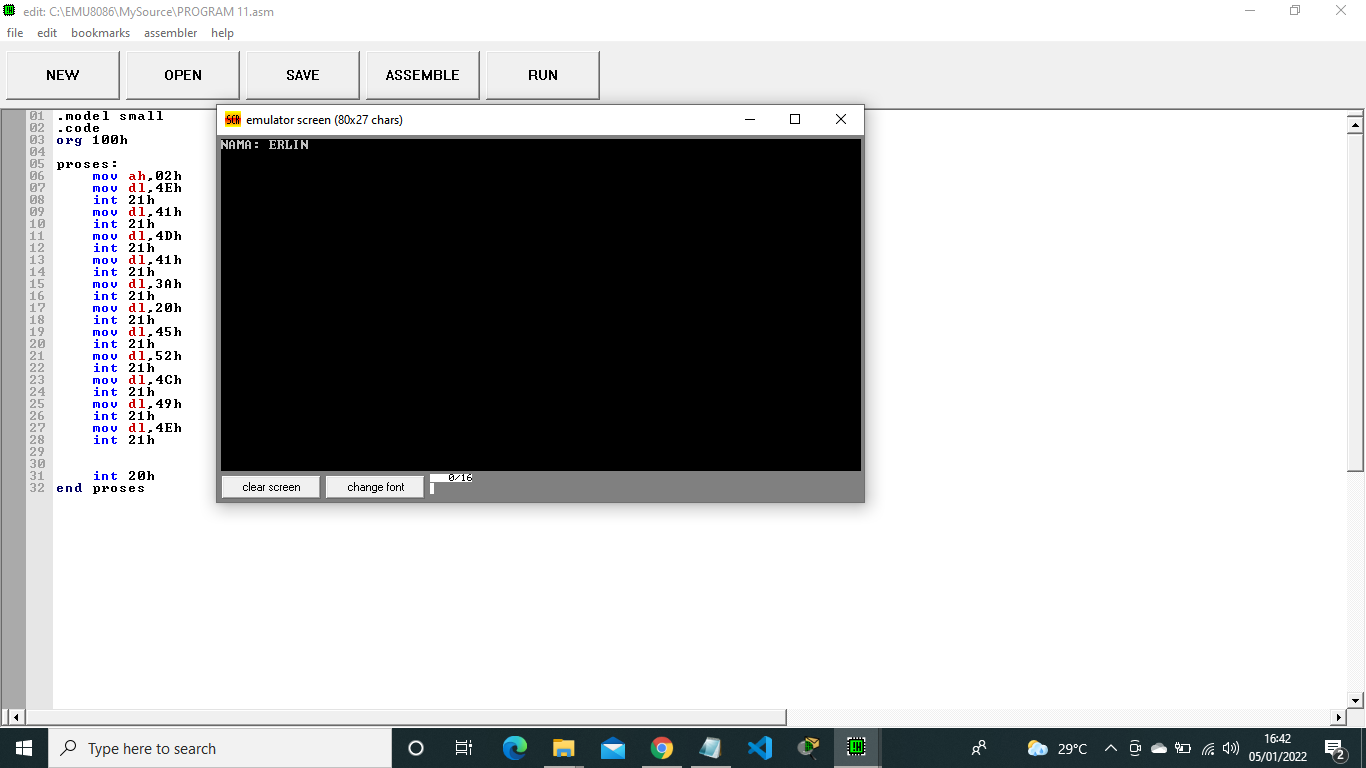 edit: C:\EMU8086\MySource\PROGRAM 11.asm
file edit bookmarks assembler help
NEW OPEN SAVE ASSEMBLE RUN
01 .model small
02 .code
03 org 100h
04
05 proses:
06 mov ah,02h
07 mov dl,4Eh
08 int 21h
09 mov dl,41h
10 int 21h
11 mov dl,4Dh
12 int 21h
13 mov dl,41h
14 int 21h
15 mov dl,3Ah
16 int 21h
17 mov dl,20h
18 int 21h
19 mov dl,45h
20 int 21h
21 mov dl,52h
22 int 21h
23 mov dl,4Ch
24 int 21h
25 mov dl,49h
26 int 21h
27 mov dl,4Eh
28 int 21h
29
30
31 int 20h
32 end proses
SCR emulator screen (80x27 chars)
NAMA: ERLIN
clear screen change font 0/16
Type here to search
29°C
16:42
05/01/2022
2